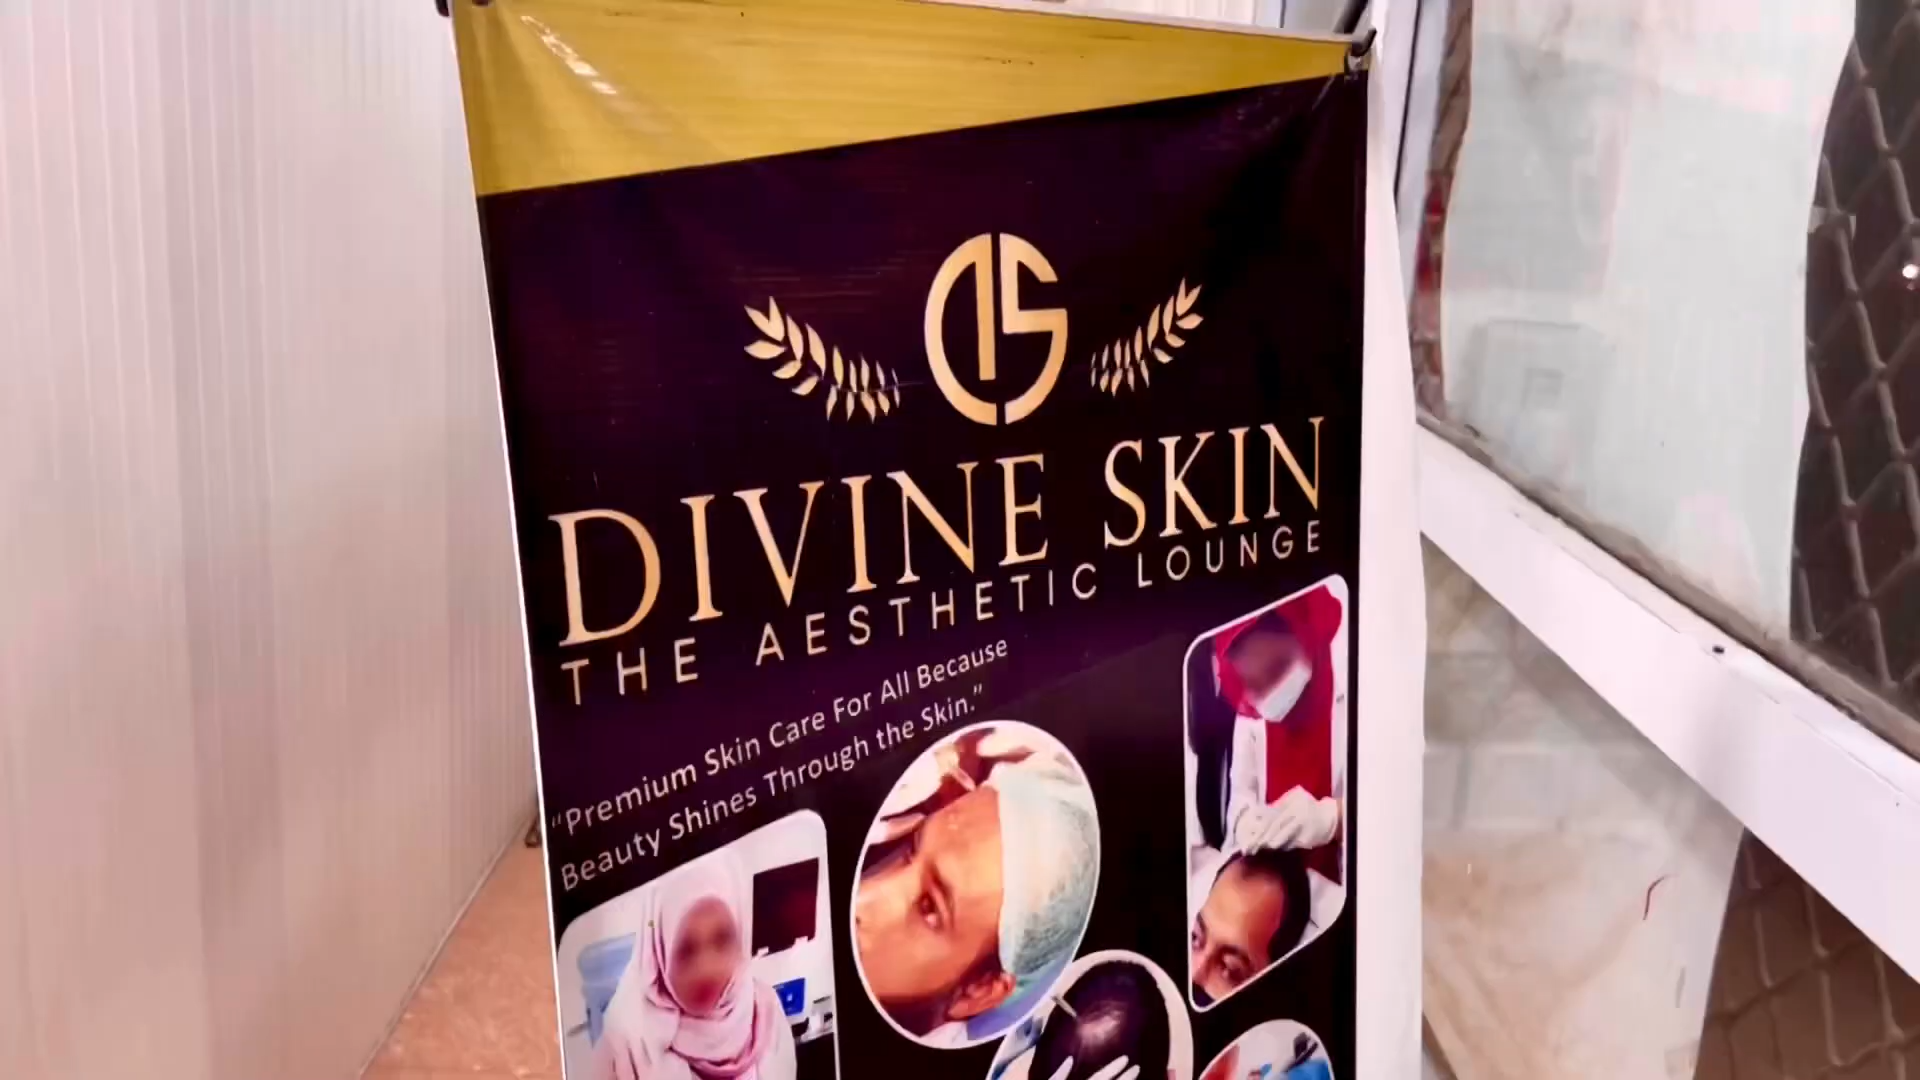 DS
DIVINE SKIN
THE AESTHETIC LOUNGE
"Premium Skin Care For All Because
Beauty Shines Through the Skin."